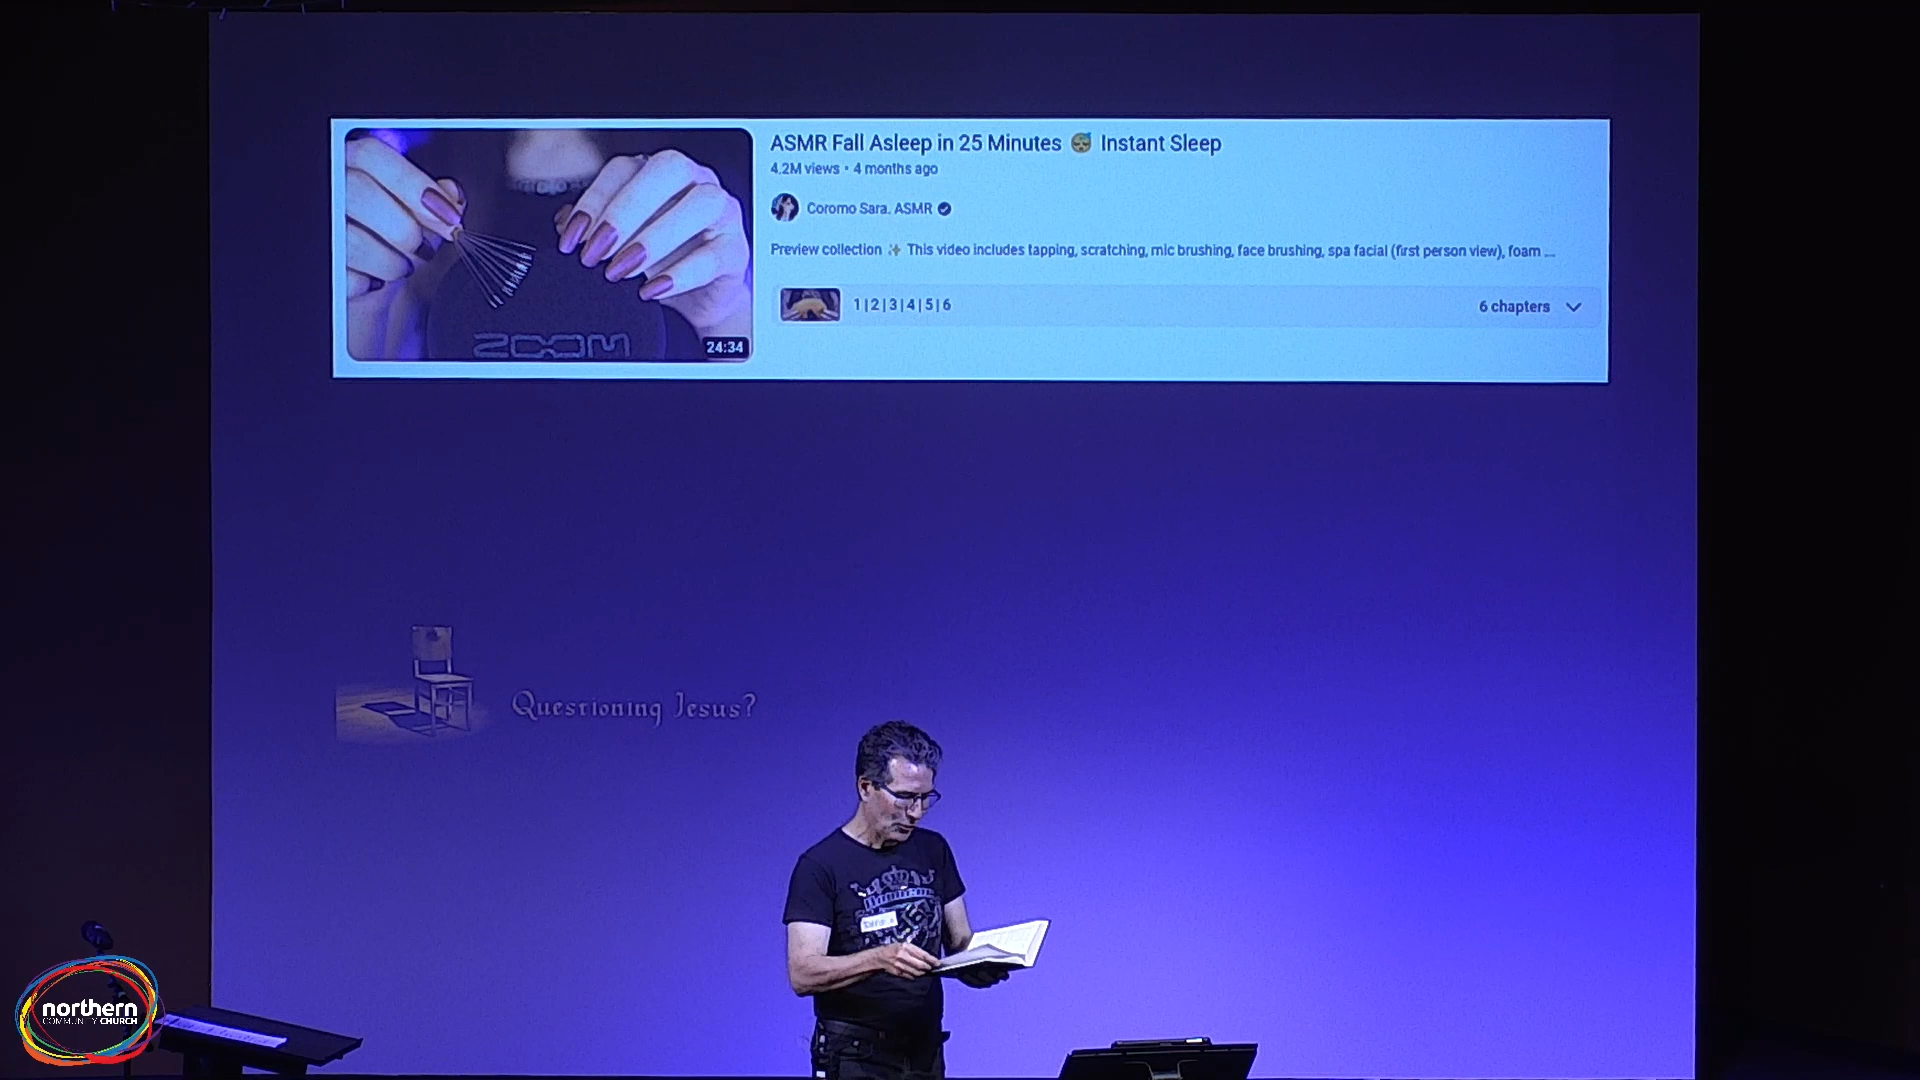 ASMR Fall Asleep in 25 Minutes 😴 Instant Sleep
4.2M views • 4 months ago
Coromo Sara. ASMR
Preview collection ✨ This video includes tapping, scratching, mic brushing, face brushing, spa facial (first person view), foam ...
1|2|3|4|5|6
6 chapters
ZOOM
24:34
Questioning Jesus?
northern
COMMUNITY CHURCH